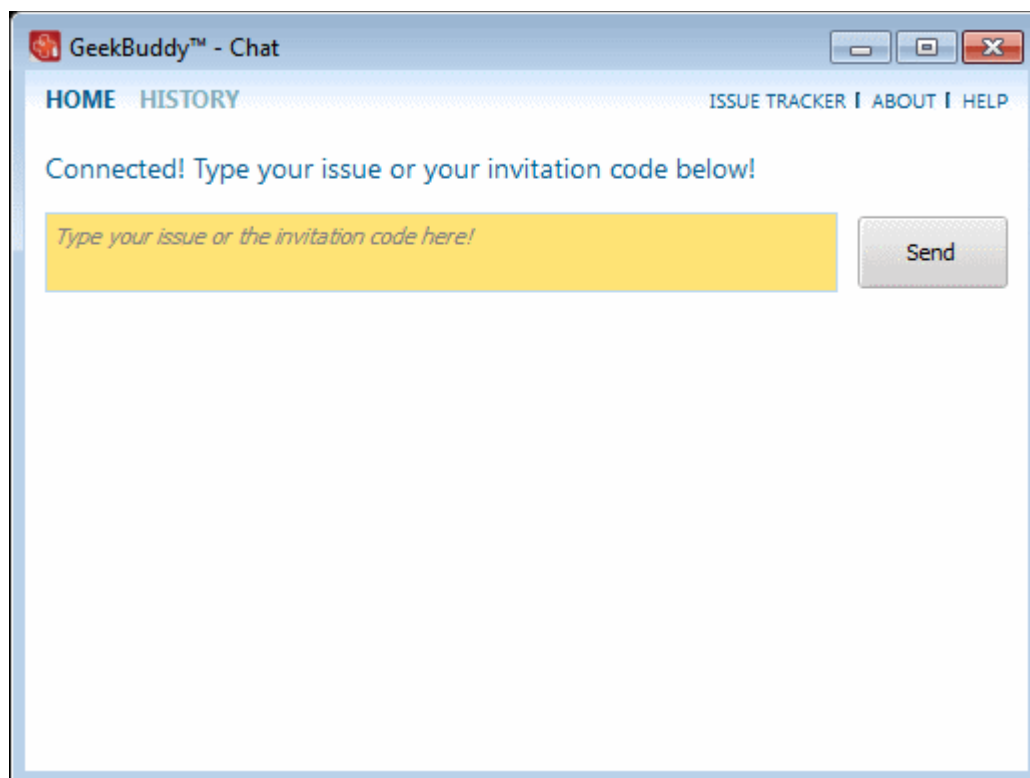 GeekBuddy™ - Chat
HOME HISTORY ISSUE TRACKER | ABOUT | HELP
Connected! Type your issue or your invitation code below!
Type your issue or the invitation code here!
Send